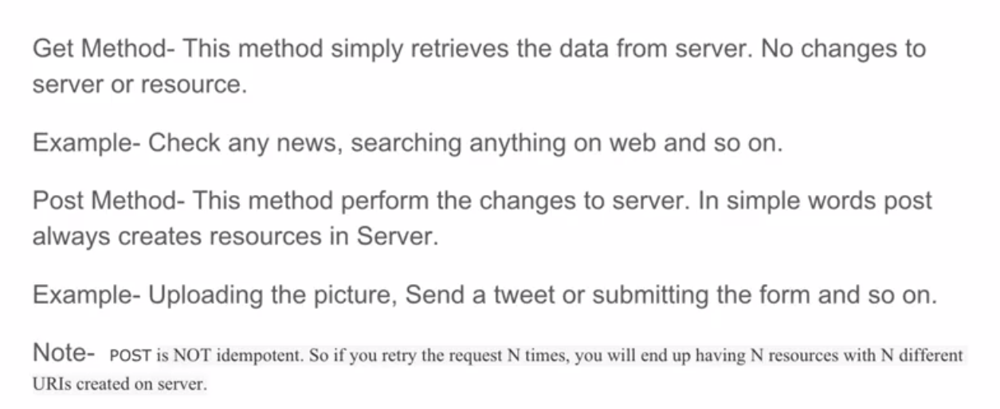 Get Method- This method simply retrieves the data from server. No changes to
server or resource.
Example- Check any news, searching anything on web and so on.
Post Method- This method perform the changes to server. In simple words post
always creates resources in Server.
Example- Uploading the picture, Send a tweet or submitting the form and so on.
Note- POST is NOT idempotent. So if you retry the request N times, you will end up having N resources with N different
URIs created on server.